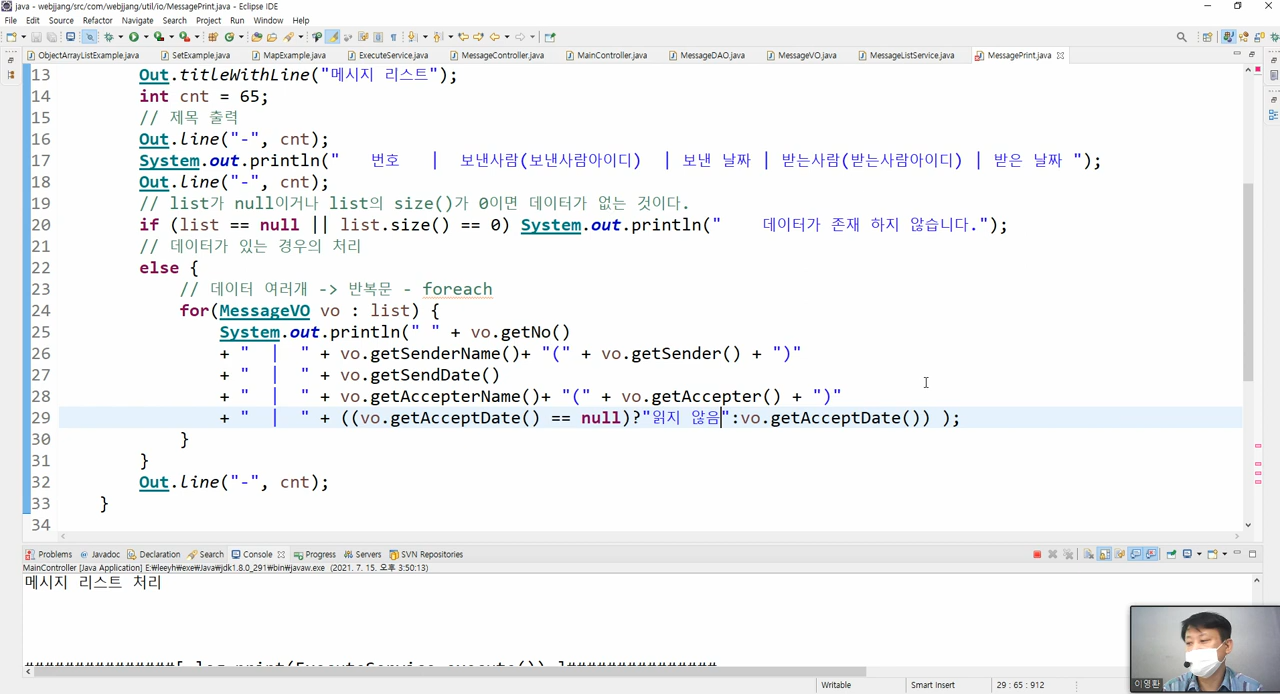 java - webjjang/src/com/webjjang/util/io/MessagePrint.java - Eclipse IDE
File Edit Source Refactor Navigate Search Project Run Window Help
ObjectArrayListExample.java SetExample.java MapExample.java ExecuteService.java MessageController.java MainController.java MessageDAO.java MessageVO.java MessageListService.java MessagePrint.java
13 Out.titleWithLine("메시지 리스트");
14 int cnt = 65;
15 // 제목 출력
16 Out.line("-", cnt);
17 System.out.println(" 번호 | 보낸사람(보낸사람아이디) | 보낸 날짜 | 받는사람(받는사람아이디) | 받은 날짜 ");
18 Out.line("-", cnt);
19 // list가 null이거나 list의 size()가 0이면 데이터가 없는 것이다.
20 if (list == null || list.size() == 0) System.out.println(" 데이터가 존재 하지 않습니다.");
21 // 데이터가 있는 경우의 처리
22 else {
23 // 데이터 여러개 -> 반복문 - foreach
24 for(MessageVO vo : list) {
25 System.out.println(" " + vo.getNo()
26 + " | " + vo.getSenderName()+ "(" + vo.getSender() + ")"
27 + " | " + vo.getSendDate()
28 + " | " + vo.getAccepterName()+ "(" + vo.getAccepter() + ")"
29 + " | " + ((vo.getAcceptDate() == null)?"읽지 않음":vo.getAcceptDate()) );
30 }
31 }
32 Out.line("-", cnt);
33 }
34
Problems Javadoc Declaration Search Console Progress Servers SVN Repositories
MainController [Java Application] E:\leeyh\exe\Java\jdk1.8.0_291\bin\javaw.exe (2021. 7. 15. 오후 3:50:13)
메시지 리스트 처리
###############[ log print(ExecuteService.execute()) ]###############
이영환
Writable Smart Insert 29 : 65 : 912